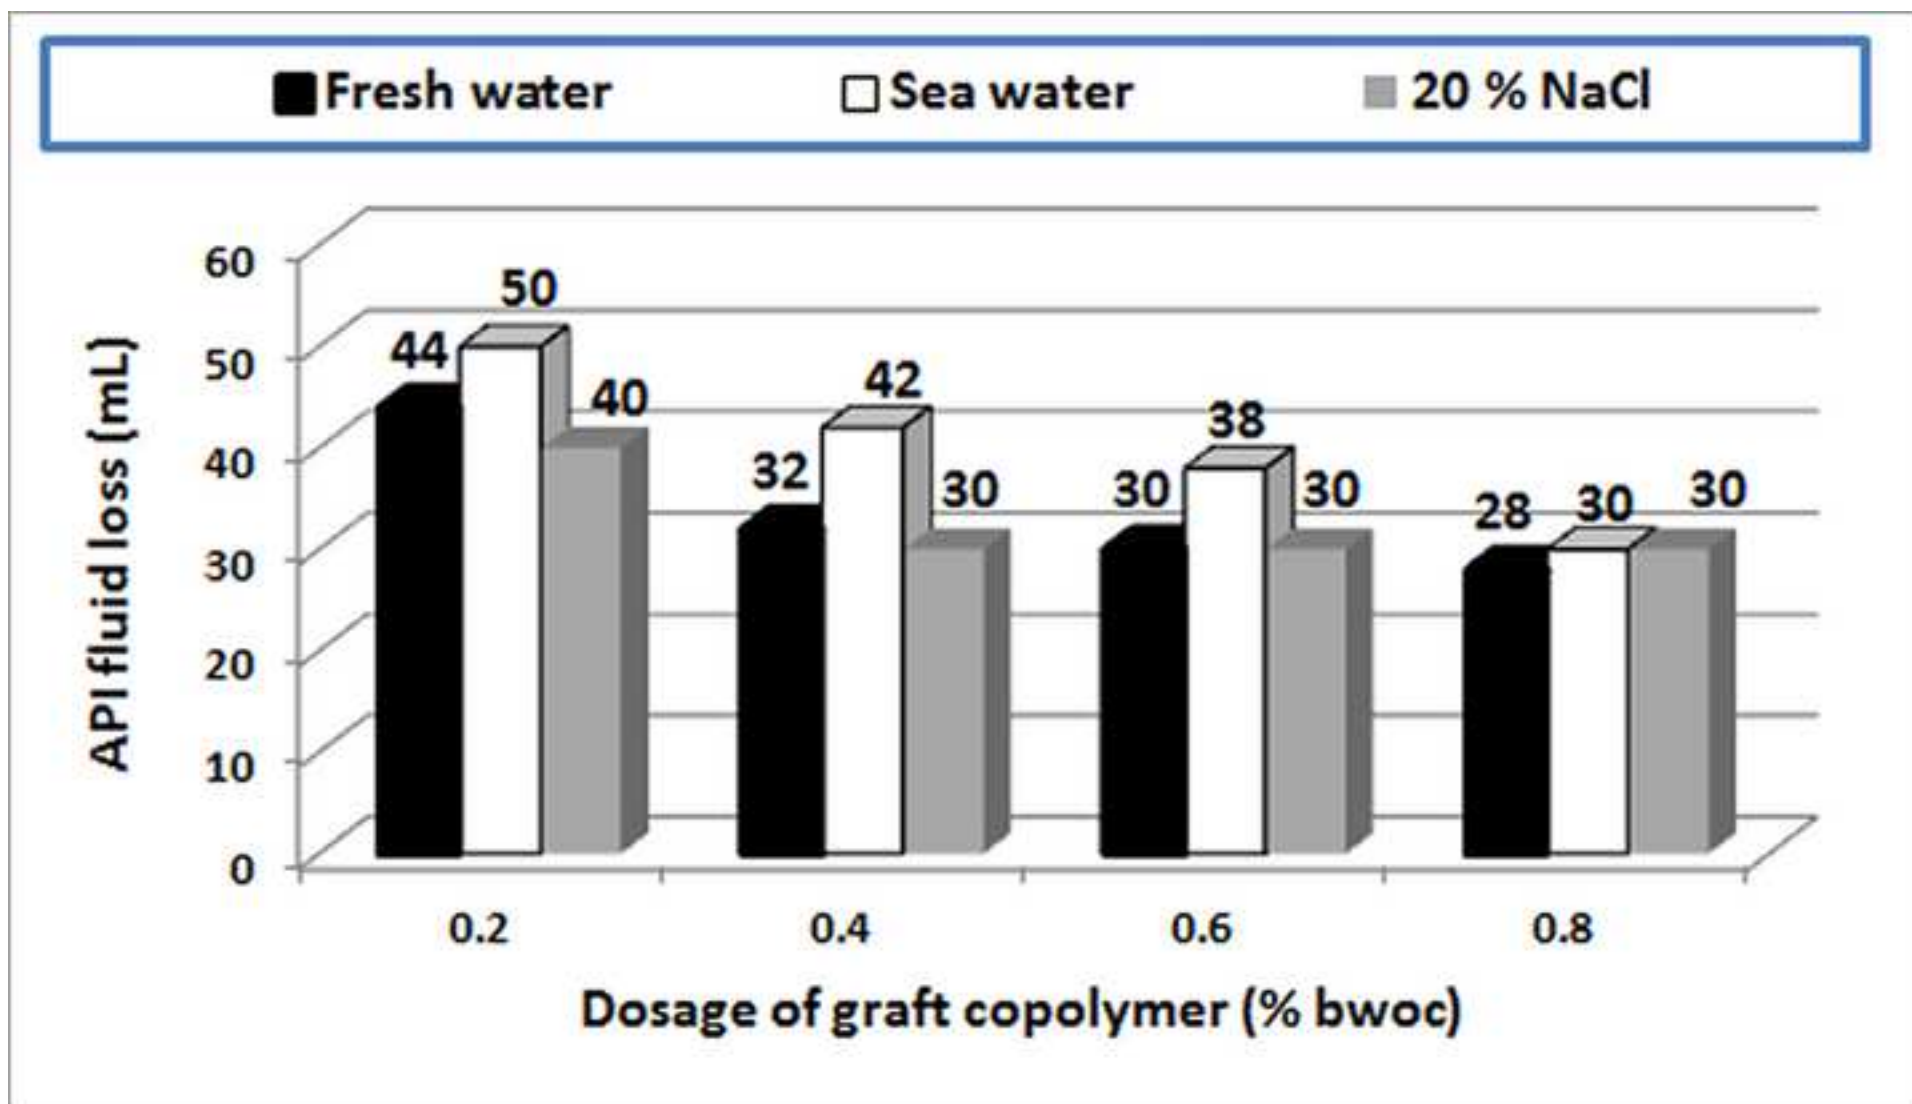 Fresh water Sea water 20 % NaCl
API fluid loss (mL)
60
50
40
30
20
10
0
44 50 40
32 42 30
30 38 30
28 30 30
0.2 0.4 0.6 0.8
Dosage of graft copolymer (% bwoc)